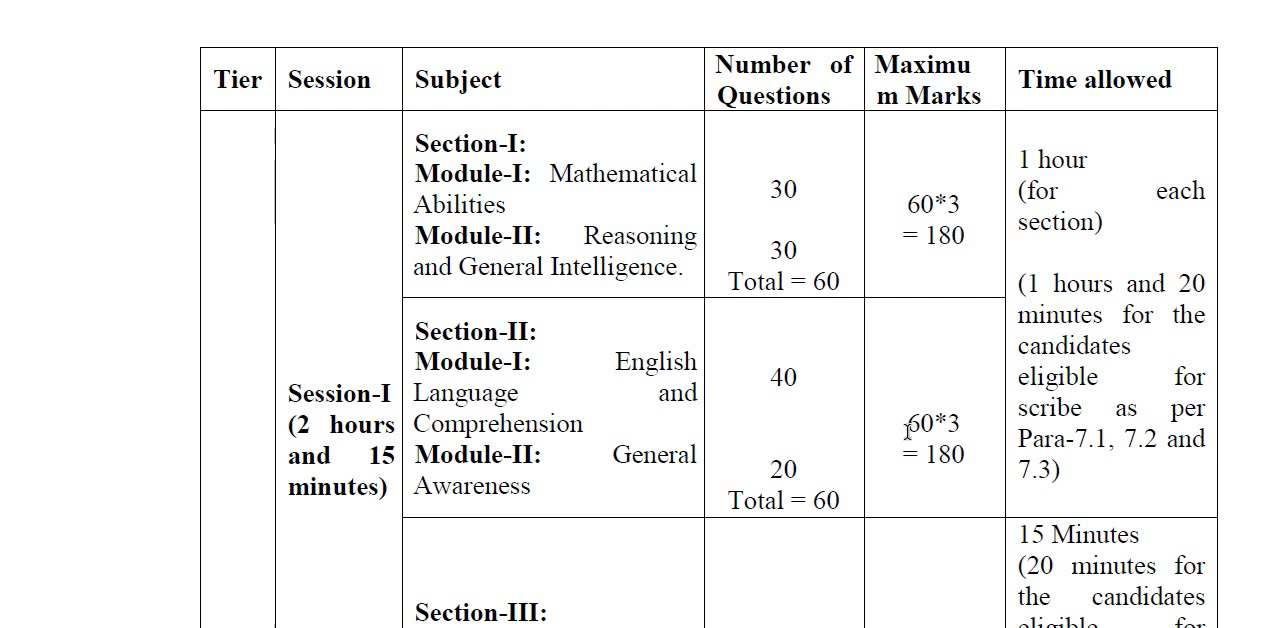 Tier Session Subject Number of Questions Maximu m Marks Time allowed
Session-I
(2 hours
and 15
minutes)
Section-I:
Module-I: Mathematical
Abilities
Module-II: Reasoning
and General Intelligence.
30
30
Total = 60
60*3
= 180
1 hour
(for each
section)
(1 hours and 20
minutes for the
candidates
eligible for
scribe as per
Para-7.1, 7.2 and
7.3)
Section-II:
Module-I: English
Language and
Comprehension
Module-II: General
Awareness
40
20
Total = 60
60*3
= 180
Section-III:
15 Minutes
(20 minutes for
the candidates
eligible for